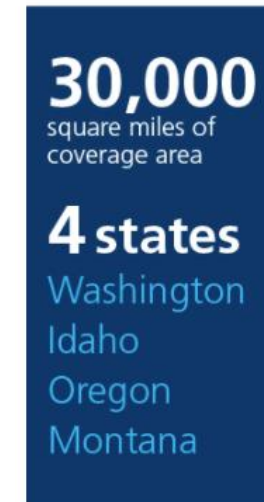 30,000
square miles of
coverage area
4 states
Washington
Idaho
Oregon
Montana